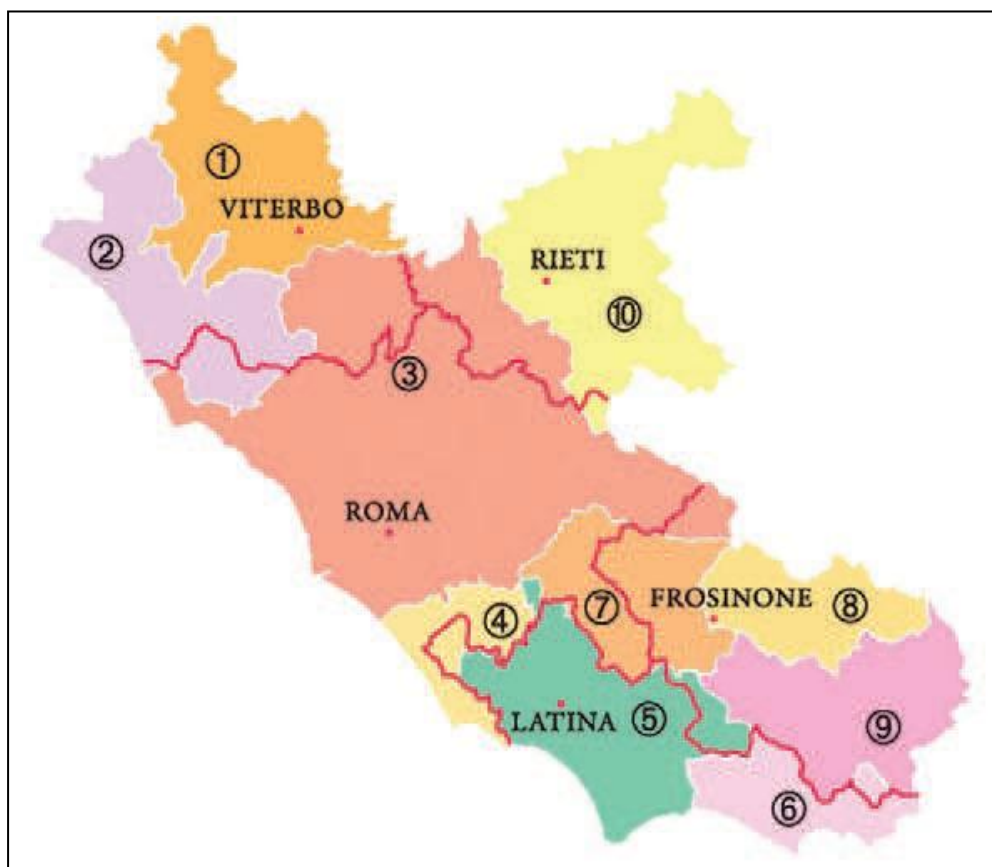 ①
VITERBO
②
RIETI
⑩
③
ROMA
④
⑦
FROSINONE
⑧
LATINA
⑤
⑨
⑥